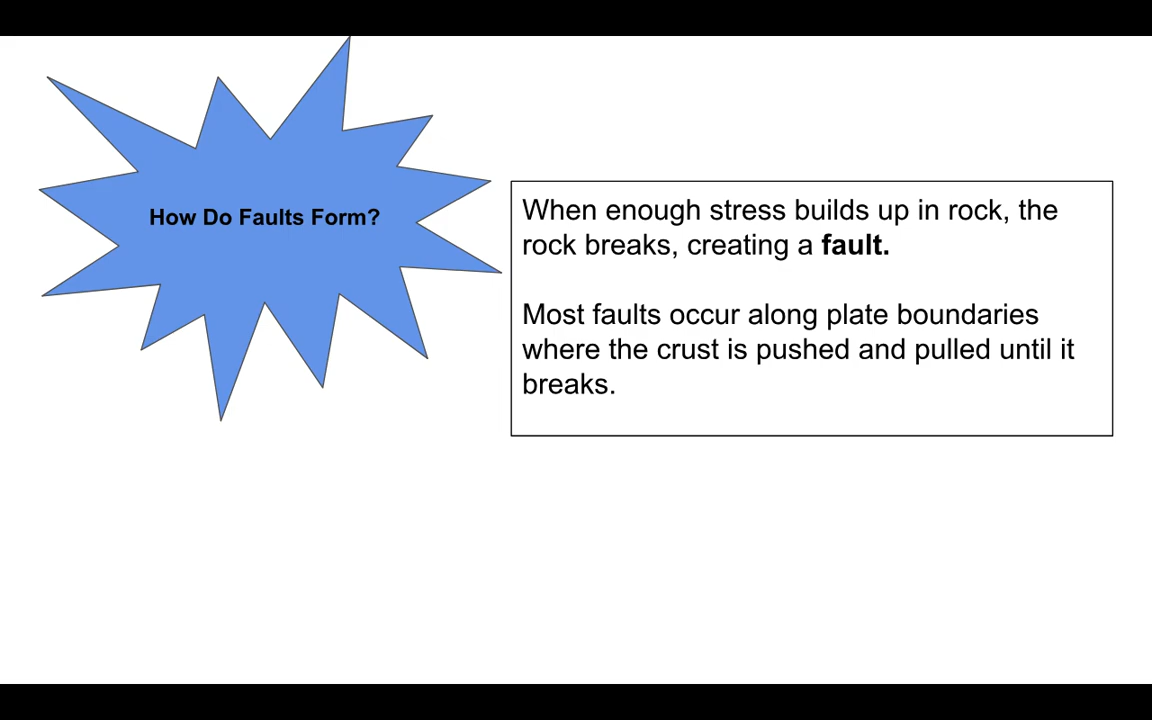 How Do Faults Form?
When enough stress builds up in rock, the
rock breaks, creating a fault.
Most faults occur along plate boundaries
where the crust is pushed and pulled until it
breaks.